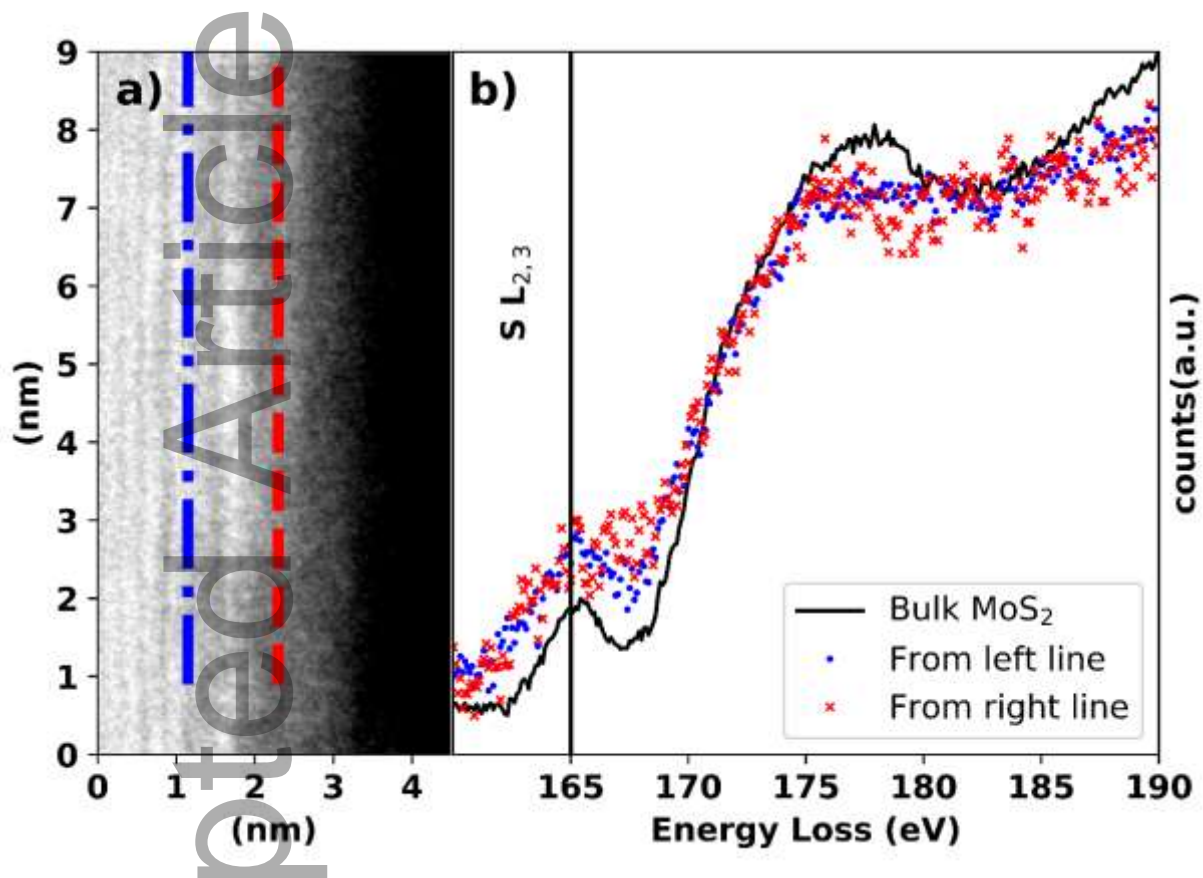 a)
b)
9
8
7
6
5
4
3
2
1
0
(nm)
0 1 2 3 4
(nm)
S L2,3
165 170 175 180 185 190
Energy Loss (eV)
counts(a.u.)
Bulk MoS2
From left line
From right line
pted Article